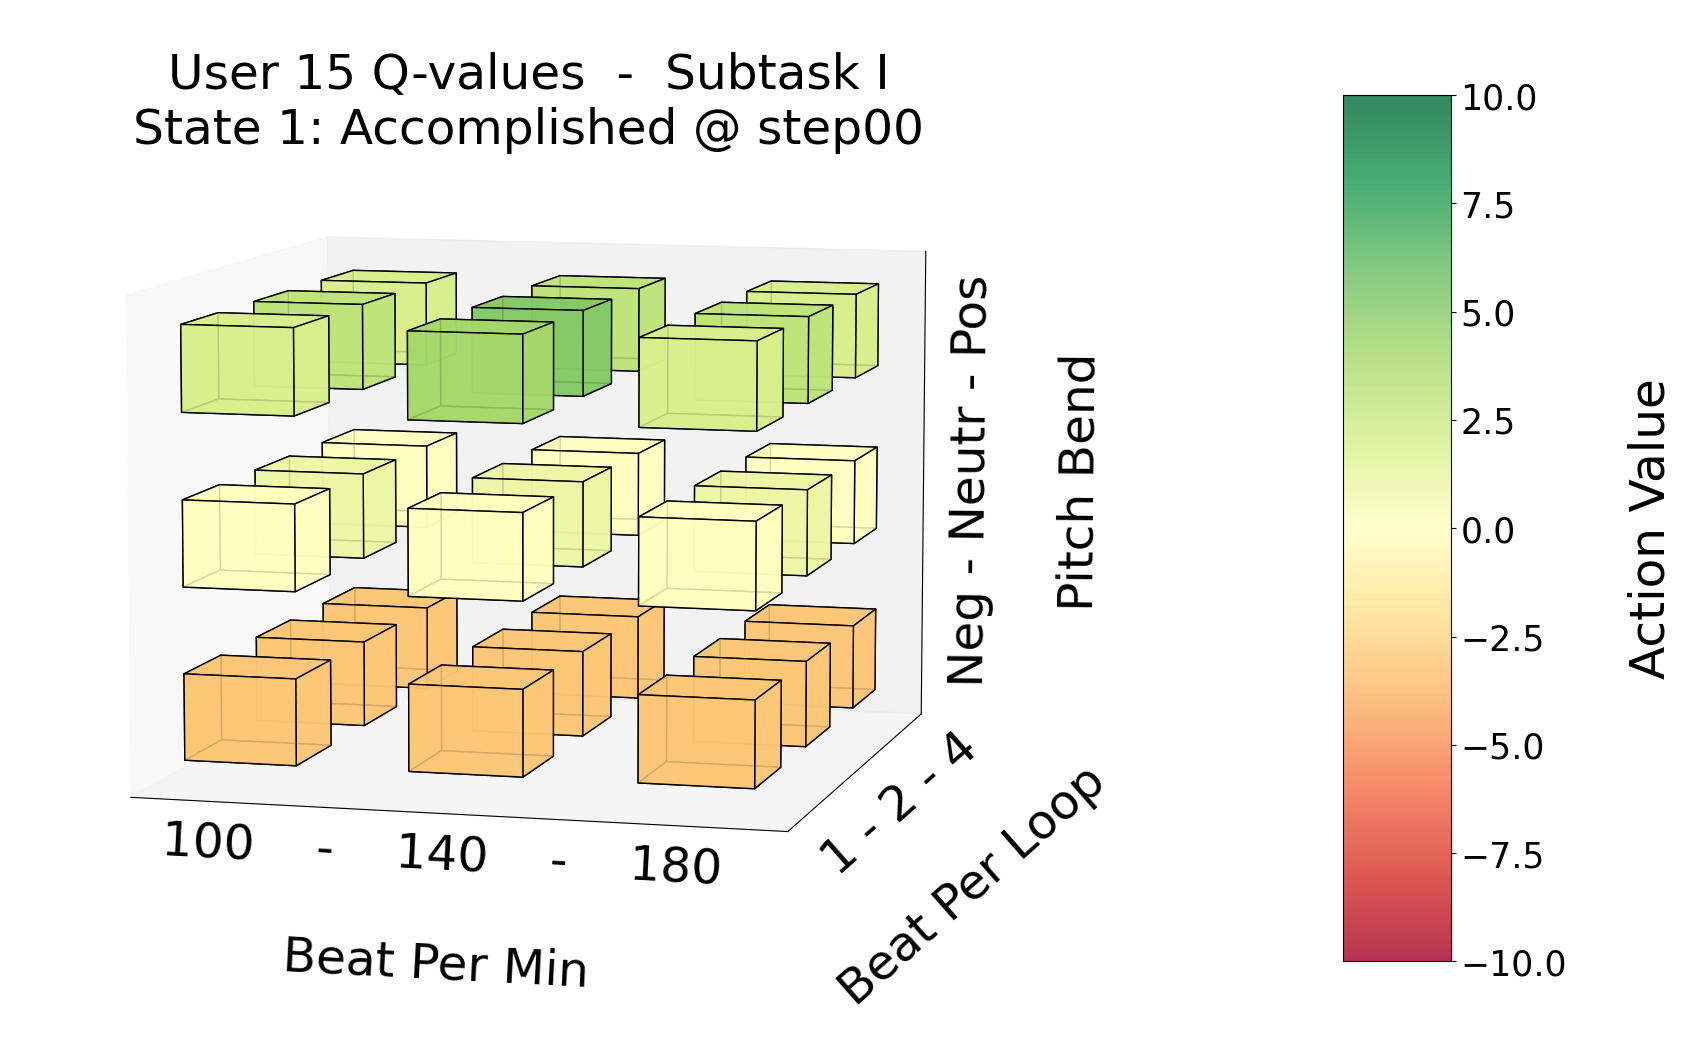 User 15 Q-values  -  Subtask I
State 1: Accomplished @ step00
10.0
7.5
5.0
2.5
0.0
−2.5
−5.0
−7.5
−10.0
Action Value
Neg - Neutr - Pos
Pitch Bend
1 - 2 - 4
Beat Per Loop
100 - 140 - 180
Beat Per Min